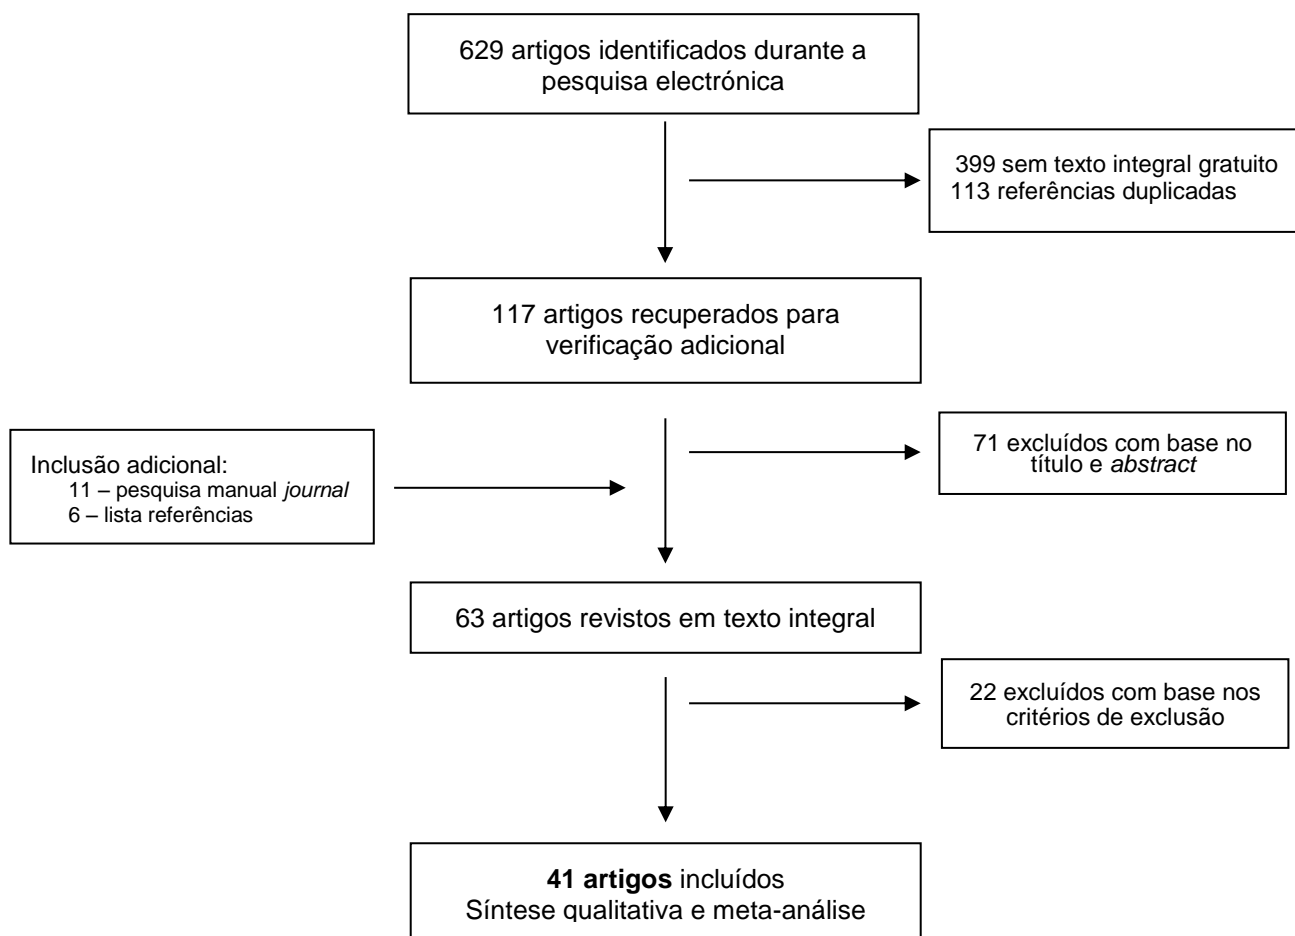 629 artigos identificados durante a
pesquisa electrónica
399 sem texto integral gratuito
113 referências duplicadas
117 artigos recuperados para
verificação adicional
71 excluídos com base no
título e abstract
Inclusão adicional:
11 – pesquisa manual journal
6 – lista referências
63 artigos revistos em texto integral
22 excluídos com base nos
critérios de exclusão
41 artigos incluídos
Síntese qualitativa e meta-análise